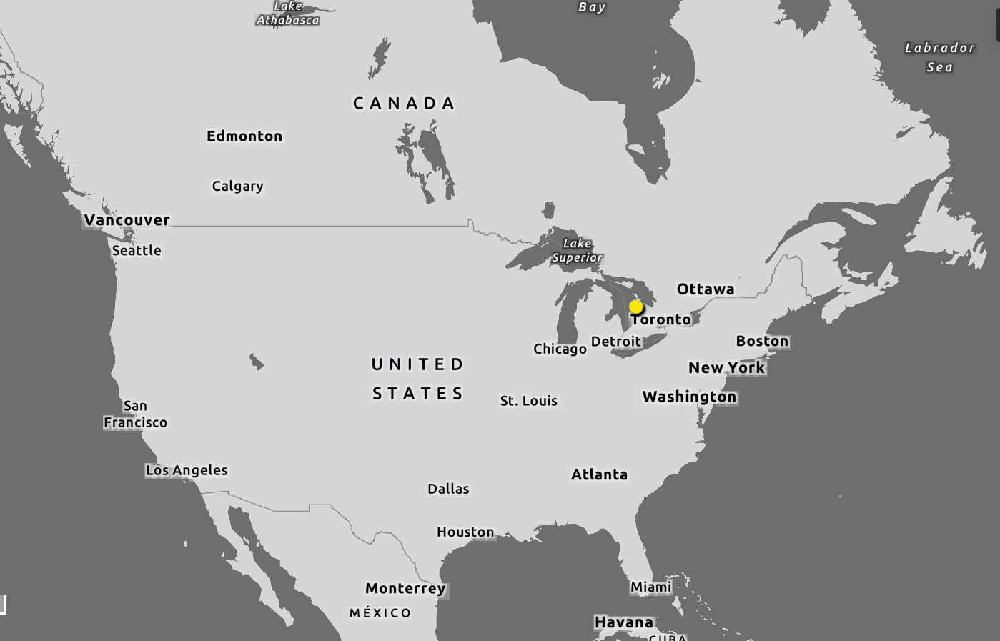 Lake
Athabasca
Bay
Labrador
Sea
CANADA
Edmonton
Calgary
Vancouver
Seattle
Lake
Superior
Ottawa
Toronto
Detroit
Chicago
Boston
New York
UNITED
STATES
Washington
St. Louis
San
Francisco
Los Angeles
Atlanta
Dallas
Houston
Monterrey
Miami
MÉXICO
Havana
CUBA